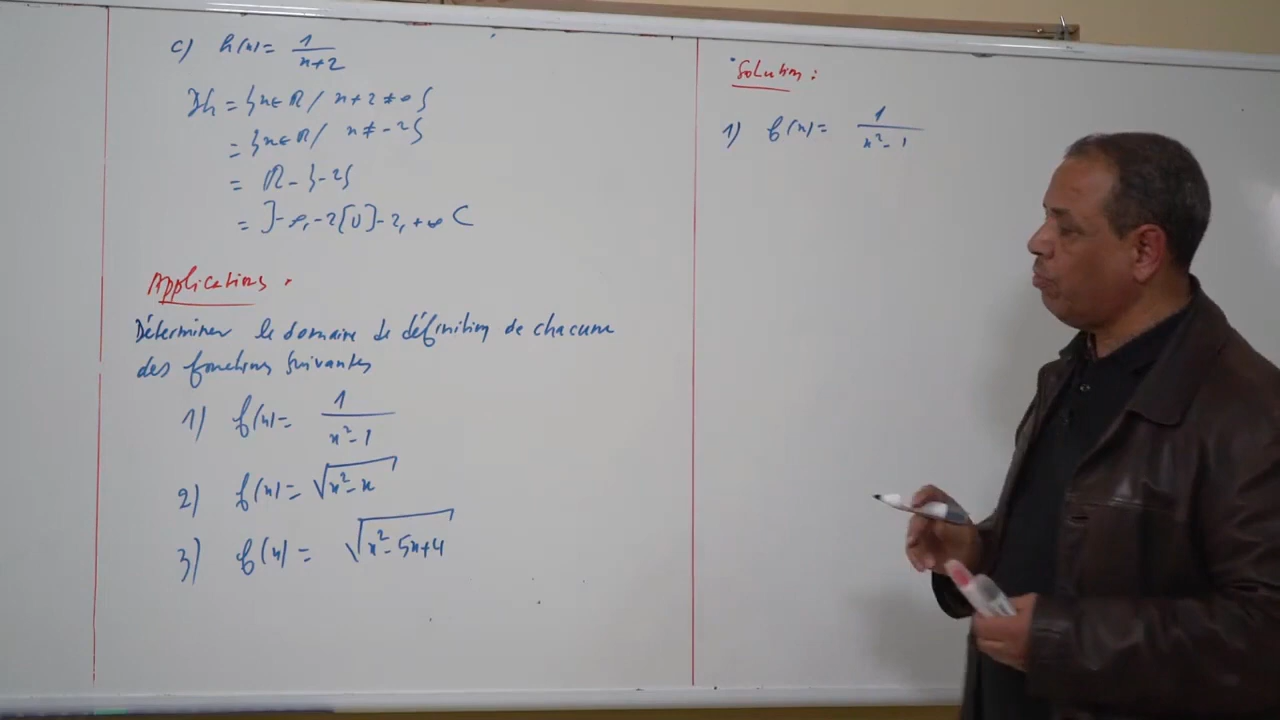 c) h(x) = 1/(x+2)
Dh = {x∈ℝ / x+2 ≠ 0}
= {x∈ℝ / x ≠ -2}
= ℝ - {-2}
= ]-∞, -2[ U ]-2, +∞ [
Applications :
Déterminer le domaine de définition de chacune
des fonctions suivantes
1) f(x) = 1/(x²-1)
2) f(x) = √(x²-x)
3) f(x) = √(x²-5x+4)
Solution :
1) f(x) = 1/(x²-1)